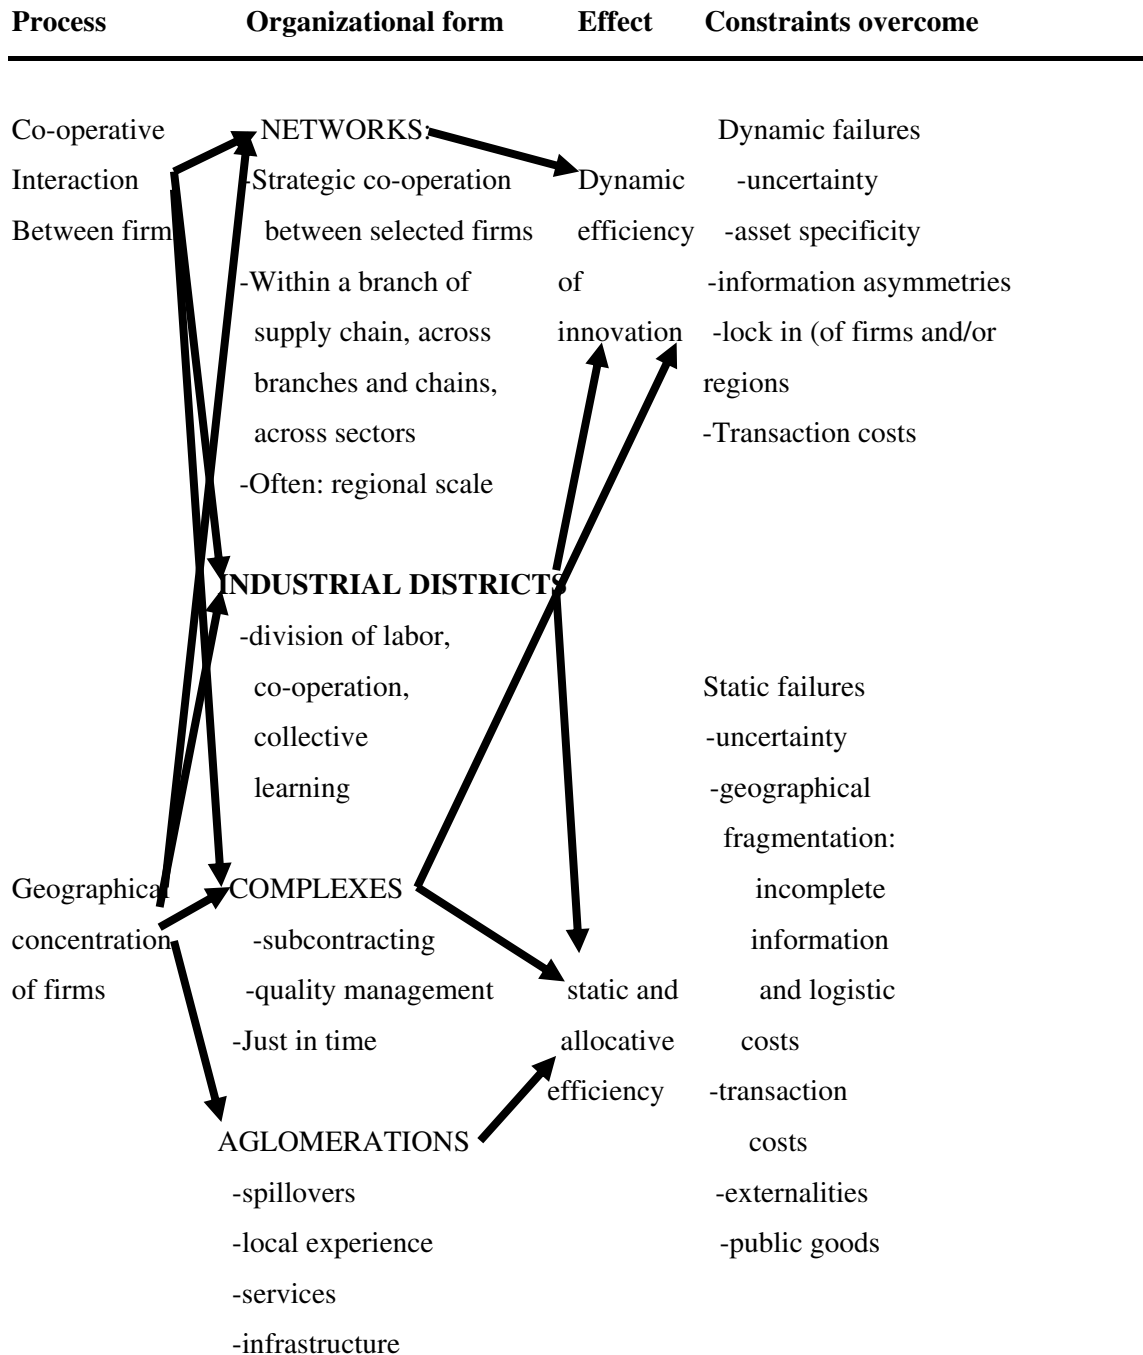 Process Organizational form Effect Constraints overcome
Co-operative NETWORKS: Dynamic failures
Interaction -Strategic co-operation Dynamic -uncertainty
Between firm between selected firms efficiency -asset specificity
-Within a branch of of -information asymmetries
supply chain, across innovation -lock in (of firms and/or
branches and chains, regions
across sectors -Transaction costs
-Often: regional scale
INDUSTRIAL DISTRICTS
-division of labor,
co-operation, Static failures
collective -uncertainty
learning -geographical
fragmentation:
Geographical COMPLEXES incomplete
concentration -subcontracting information
of firms -quality management static and and logistic
-Just in time allocative costs
efficiency -transaction
AGLOMERATIONS costs
-spillovers -externalities
-local experience -public goods
-services
-infrastructure